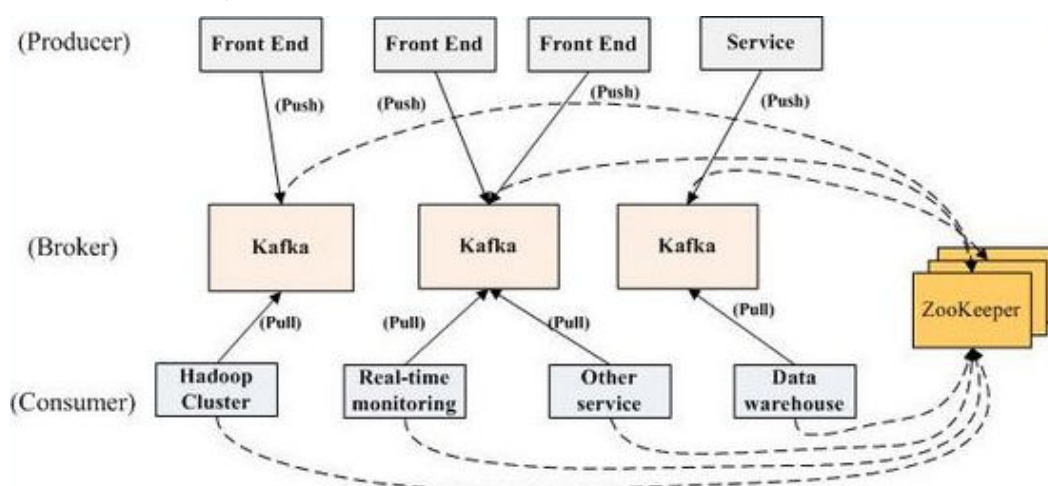 (Producer)
Front End
Front End
Front End
Service
(Push)
(Push)
(Push)
(Push)
(Broker)
Kafka
Kafka
Kafka
ZooKeeper
(Pull)
(Pull)
(Pull)
(Pull)
(Consumer)
Hadoop
Cluster
Real-time
monitoring
Other
service
Data
warehouse